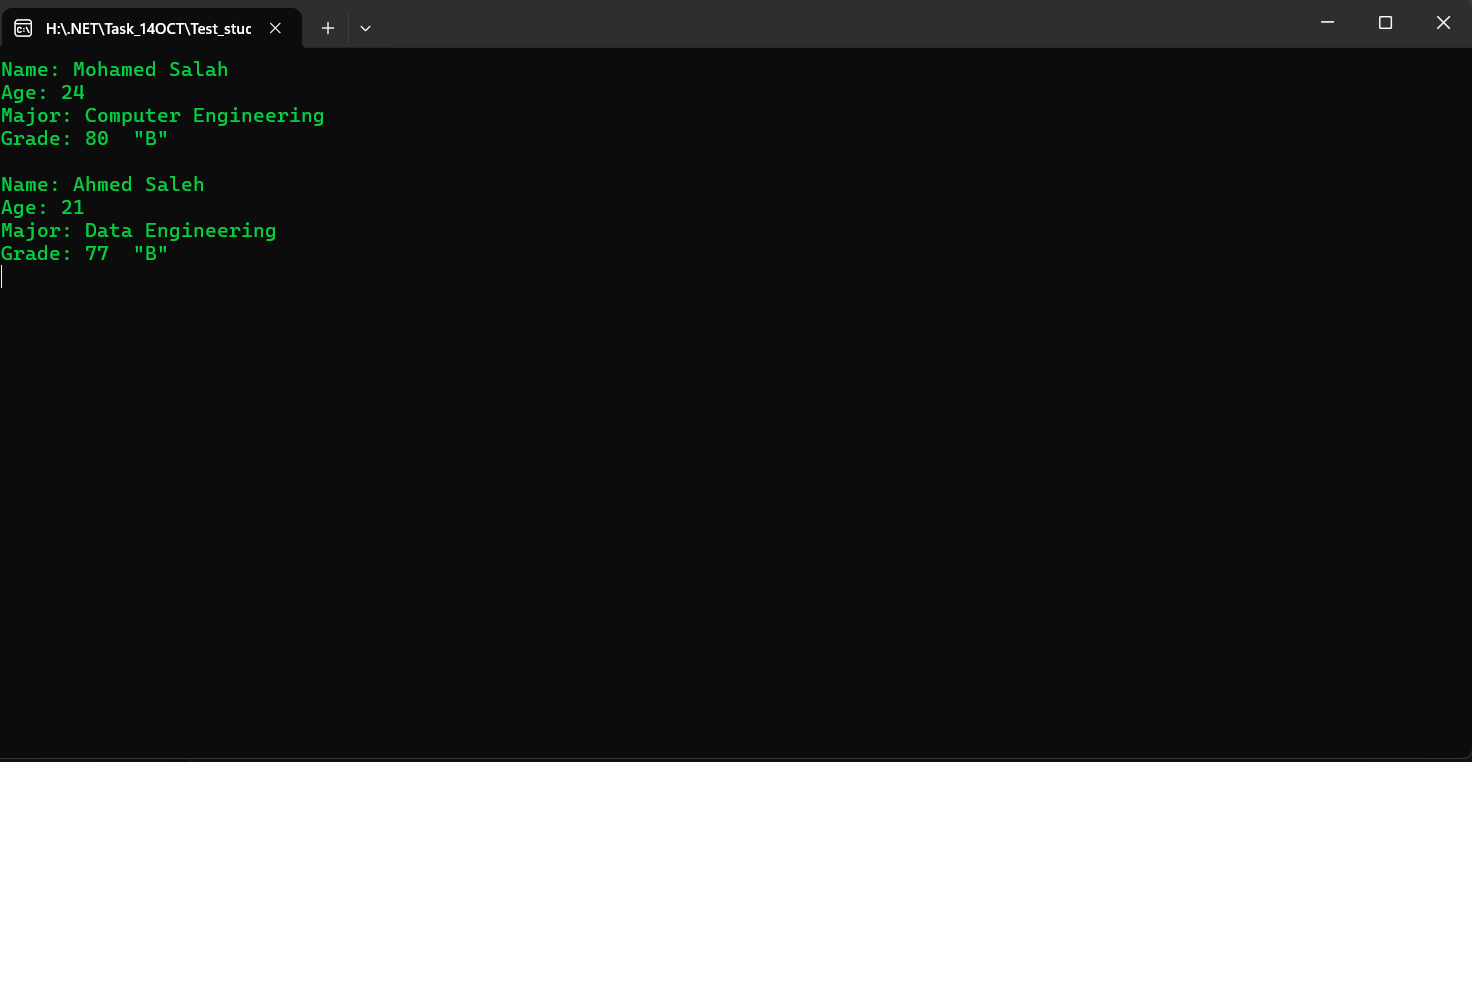 H:\.NET\Task_14OCT\Test_stud
Name: Mohamed Salah
Age: 24
Major: Computer Engineering
Grade: 80  "B"
Name: Ahmed Saleh
Age: 21
Major: Data Engineering
Grade: 77  "B"